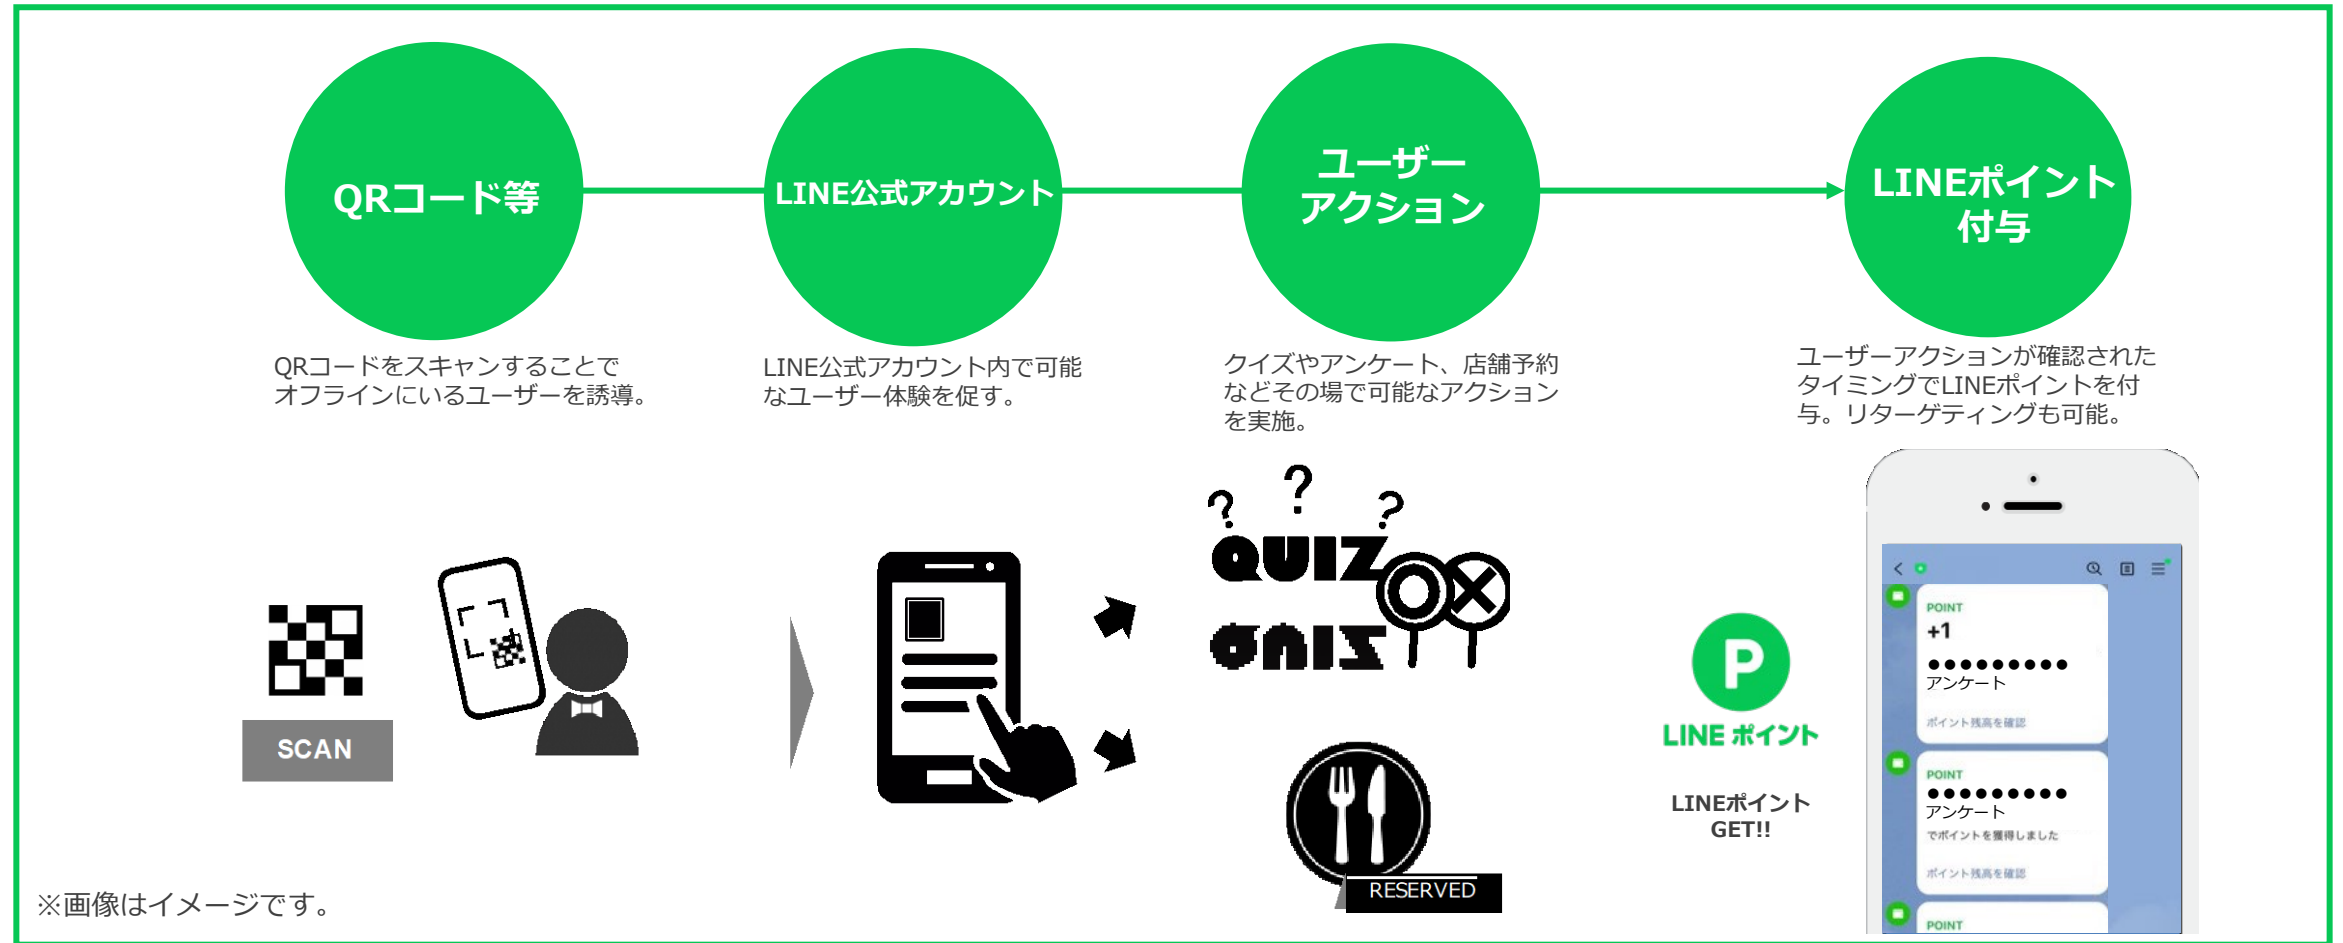 QRコード等
LINE公式アカウント
ユーザー
アクション
LINEポイント
付与
QRコードをスキャンすることで
オフラインにいるユーザーを誘導。
LINE公式アカウント内で可能
なユーザー体験を促す。
クイズやアンケート、店舗予約
などその場で可能なアクション
を実施。
ユーザーアクションが確認された
タイミングでLINEポイントを付
与。リターゲティングも可能。
SCAN
? ? ?
QUIZ
QUIZ
RESERVED
P
LINE ポイント
LINEポイント
GET!!
POINT
+1
●●●●●●●●●
アンケート
ポイント残高を確認
POINT
●●●●●●●●●
アンケート
でポイントを獲得しました
ポイント残高を確認
POINT
※画像はイメージです。